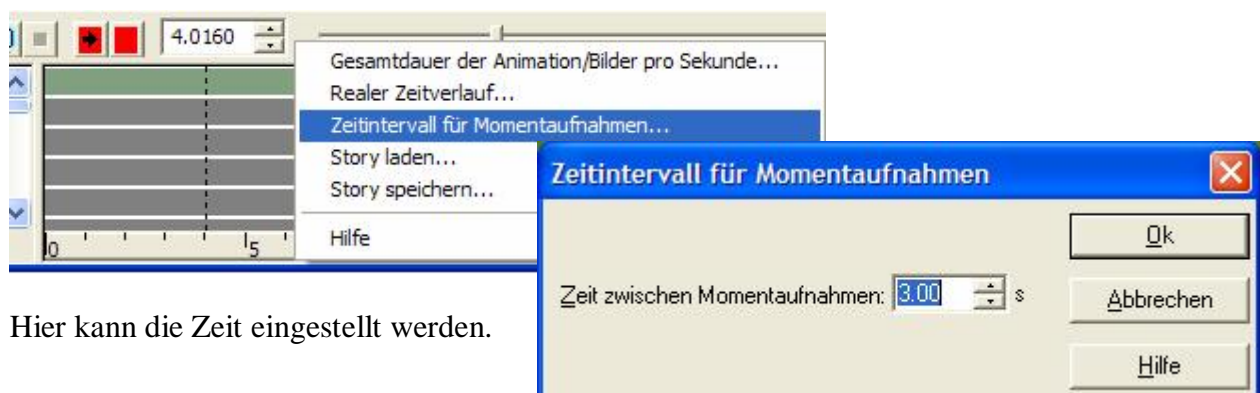 4.0160
Gesamtdauer der Animation/Bilder pro Sekunde...
Realer Zeitverlauf...
Zeitintervall für Momentaufnahmen...
Story laden...
Story speichern...
Hilfe
0
5
Zeitintervall für Momentaufnahmen
Ok
Zeit zwischen Momentaufnahmen: 3.00 s
Abbrechen
Hilfe
Hier kann die Zeit eingestellt werden.